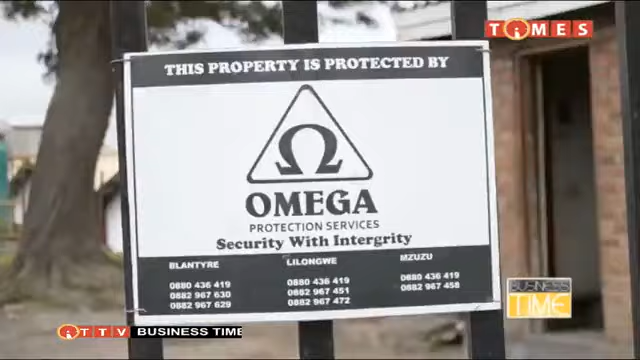 TIMES
THIS PROPERTY IS PROTECTED BY
Ω
OMEGA
PROTECTION SERVICES
Security With Intergrity
BLANTYRE
0880 436 419
0882 967 630
0882 967 629
LILONGWE
0880 436 419
0882 967 451
0882 967 472
MZUZU
0880 436 419
0882 967 458
BUSINESS
TIME
TTV BUSINESS TIME